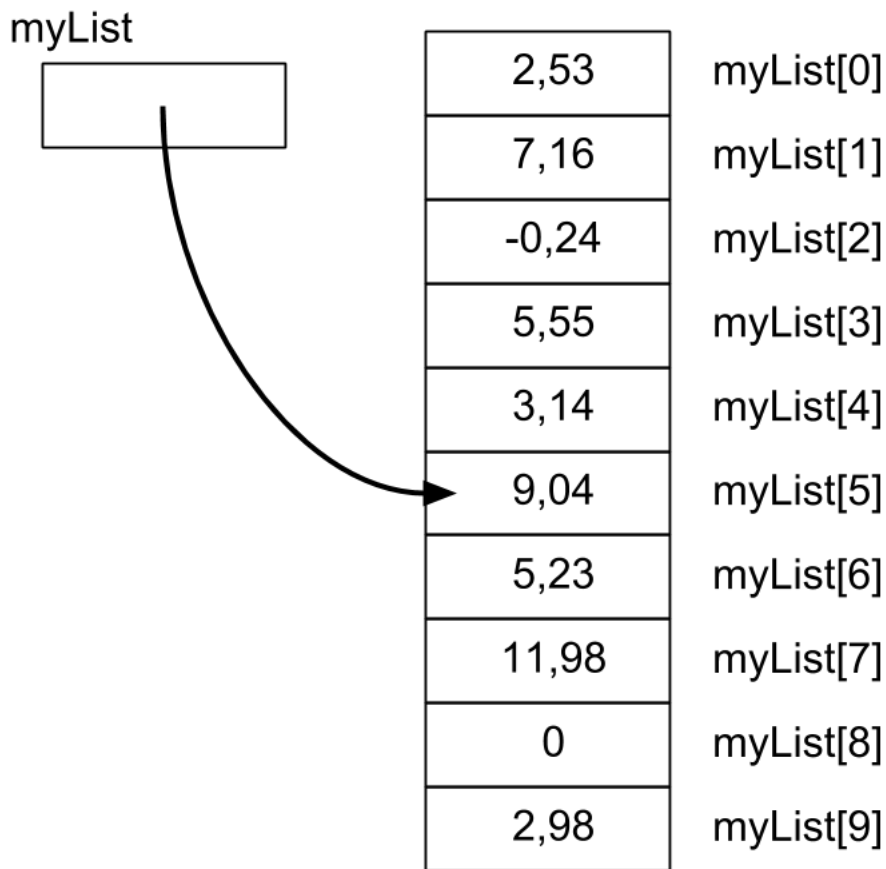 myList
2,53 myList[0]
7,16 myList[1]
-0,24 myList[2]
5,55 myList[3]
3,14 myList[4]
9,04 myList[5]
5,23 myList[6]
11,98 myList[7]
0 myList[8]
2,98 myList[9]